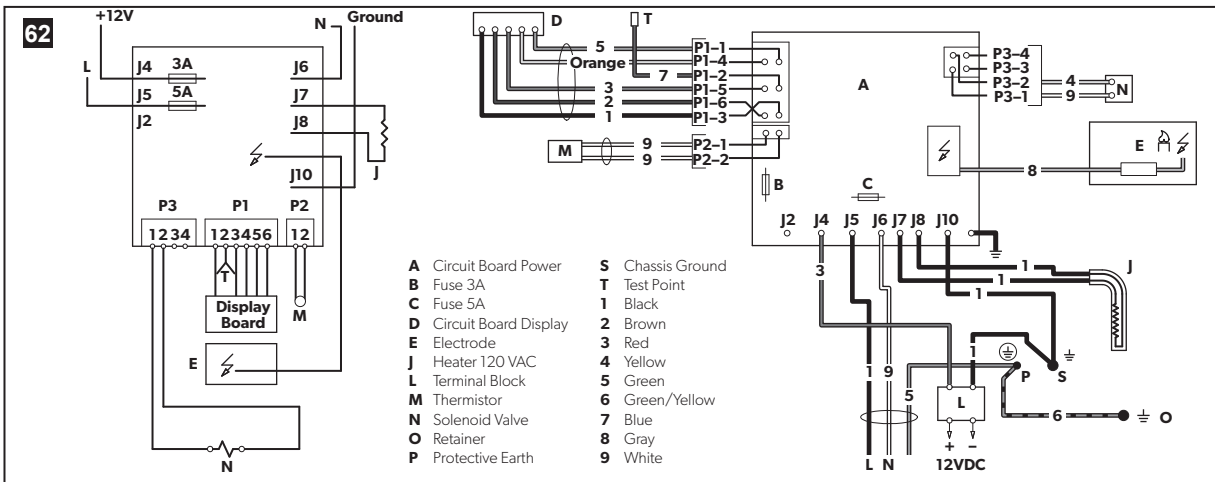 62
+12V
N
Ground
L
J4
3A
J6
J5
5A
J7
J2
J8
J
J10
P3
P1
P2
1234
123456
12
T
Display
Board
M
E
N
D
T
5
P1–1
Orange
P1–4
7
P1–2
3
P1–5
2
P1–6
1
P1–3
M
9
P2–1
9
P2–2
A
P3–4
P3–3
P3–2
4
P3–1
9
N
E
8
B
C
J2
J4
J5
J6
J7
J8
J10
3
1
1
1
J
1
9
5
1
P
S
6
O
L
+
–
L N
12VDC
A Circuit Board Power
B Fuse 3A
C Fuse 5A
D Circuit Board Display
E Electrode
J Heater 120 VAC
L Terminal Block
M Thermistor
N Solenoid Valve
O Retainer
P Protective Earth
S Chassis Ground
T Test Point
1 Black
2 Brown
3 Red
4 Yellow
5 Green
6 Green/Yellow
7 Blue
8 Gray
9 White